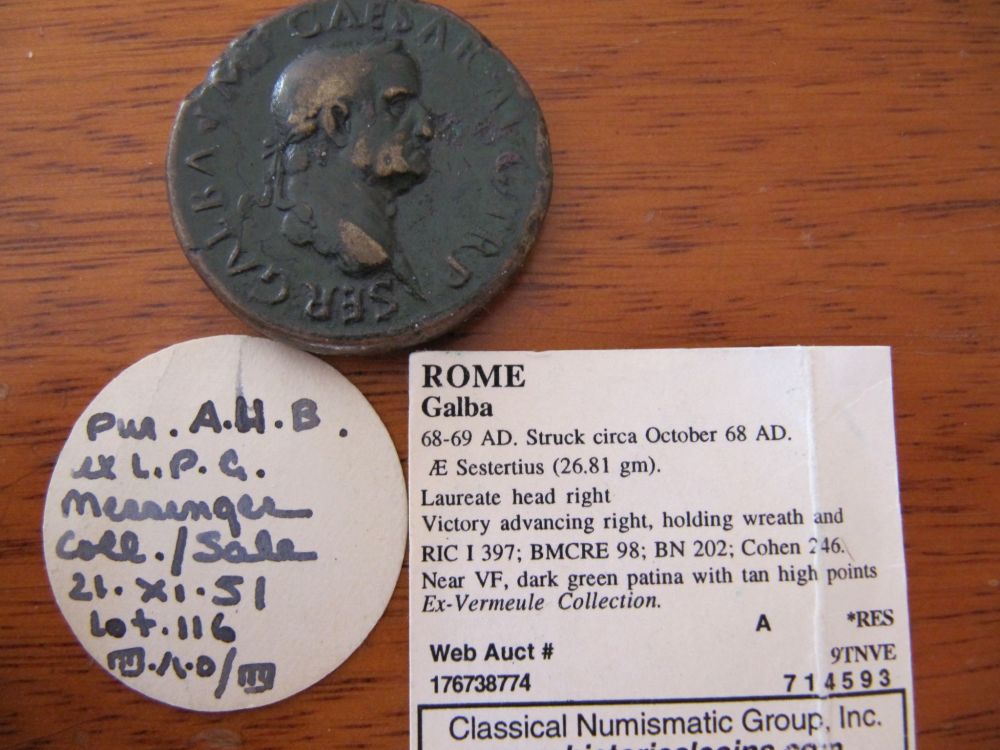 SER GALBA IMP CAESAR AVG TR P
Pur. A.H.B.
ex L.P.G.
Messenger
Coll./Sale
21.XI.51
Lot.116
ROME
Galba
68-69 AD. Struck circa October 68 AD.
Æ Sestertius (26.81 gm).
Laureate head right
Victory advancing right, holding wreath and
RIC I 397; BMCRE 98; BN 202; Cohen 246.
Near VF, dark green patina with tan high points
Ex-Vermeule Collection.
A *RES
Web Auct # 9TNVE
176738774 714593
Classical Numismatic Group, Inc.